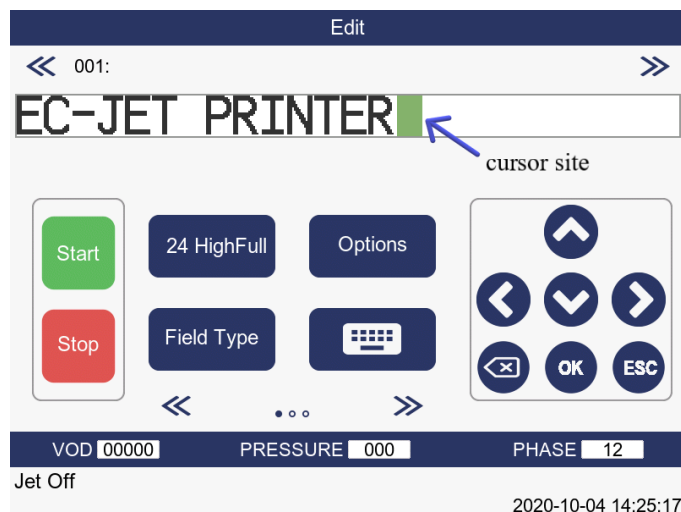 Edit
001:
EC-JET PRINTER
cursor site
Start
24 HighFull
Options
Stop
Field Type
OK
ESC
VOD 00000
PRESSURE 000
PHASE 12
Jet Off
2020-10-04 14:25:17